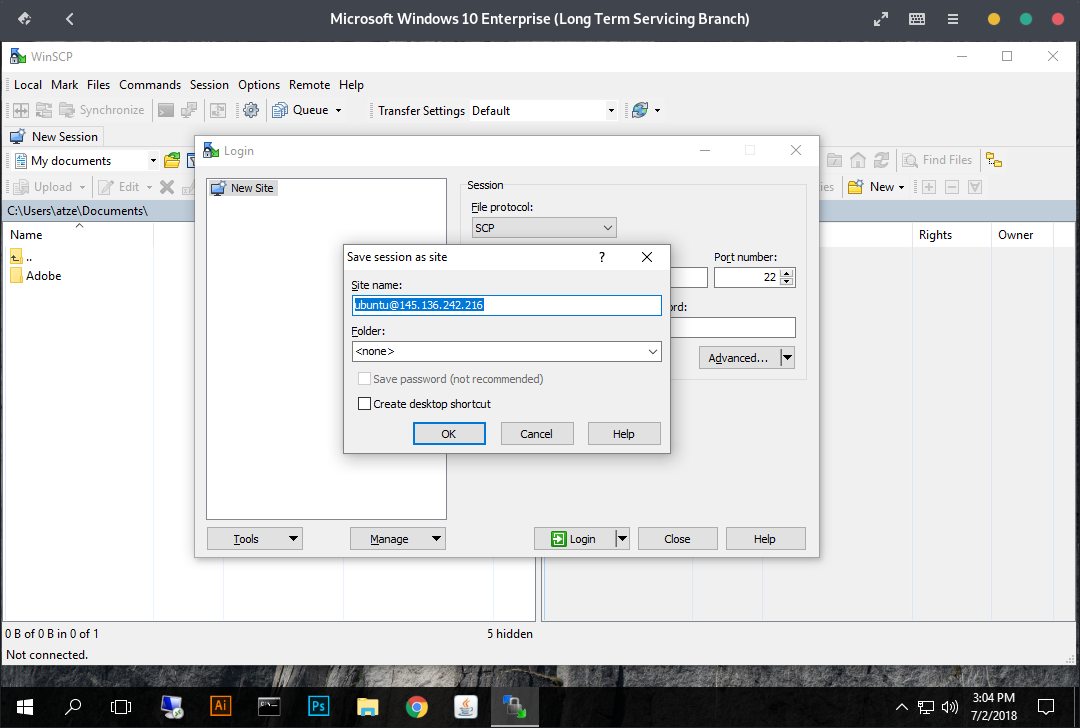 Microsoft Windows 10 Enterprise (Long Term Servicing Branch)
WinSCP
Local Mark Files Commands Session Options Remote Help
Synchronize Queue Transfer Settings Default
New Session
My documents Find Files
Upload Edit New
C:\Users\atze\Documents\
Name Rights Owner
..
Adobe
Login
New Site
Session
File protocol:
SCP
Port number:
22
Advanced...
Save session as site ?
Site name:
ubuntu@145.136.242.216
Folder:
<none>
Save password (not recommended)
Create desktop shortcut
OK Cancel Help
Tools Manage Login Close Help
0 B of 0 B in 0 of 1 5 hidden
Not connected.
Ai Ps
3:04 PM
7/2/2018